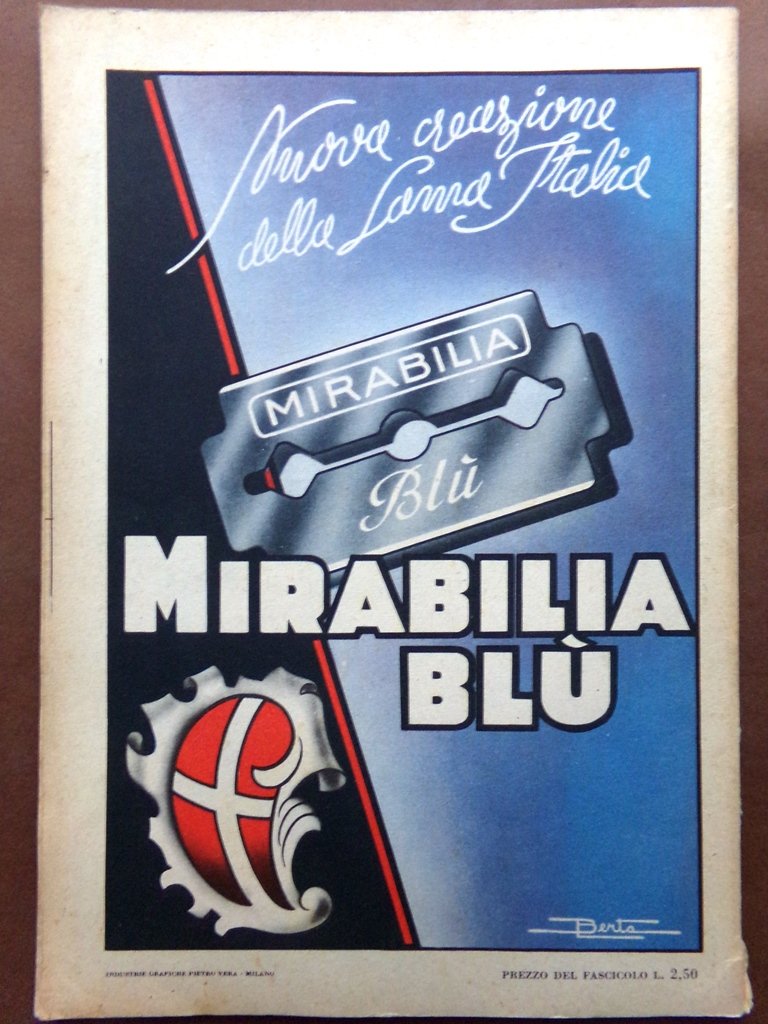 Nuova creazione
della Lama Italia
MIRABILIA
Blù
MIRABILIA
BLÙ
Berta
INDUSTRIE GRAFICHE PIETRO VERA - MILANO
PREZZO DEL FASCICOLO L. 2,50